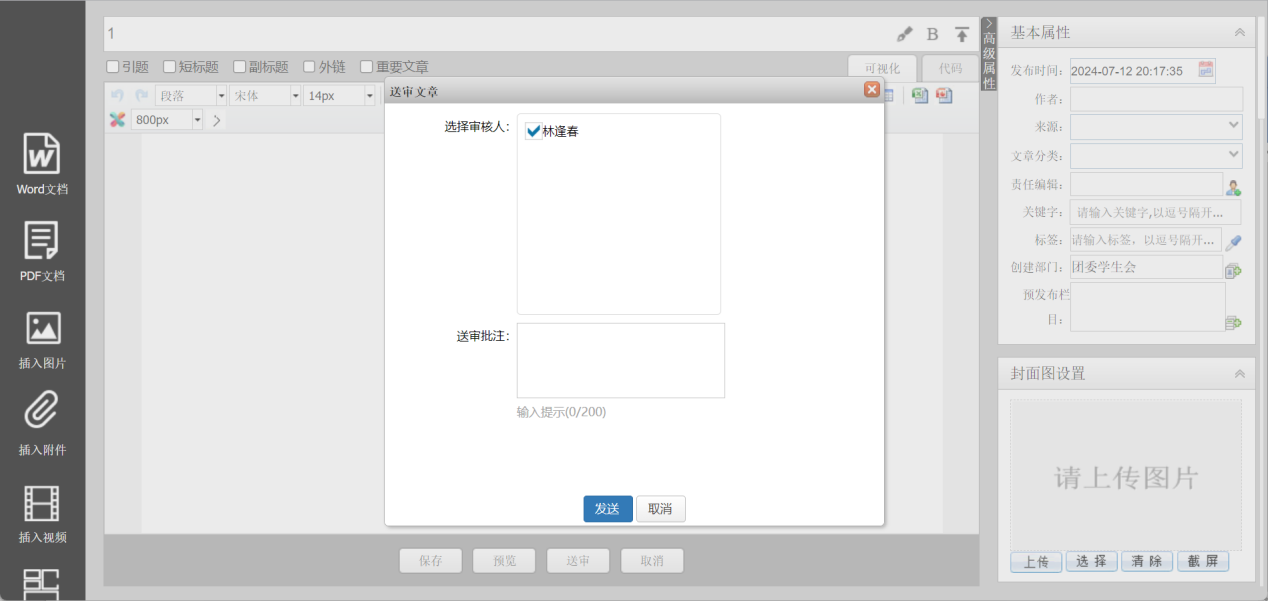 Word文档
PDF文档
插入图片
插入附件
插入视频
1
B
引题 短标题 副标题 外链 重要文章
可视化 代码
段落 宋体 14px
800px
送审文章
选择审核人:
林逢春
送审批注:
输入提示(0/200)
发送 取消
保存 预览 送审 取消
高级属性
基本属性
发布时间: 2024-07-12 20:17:35
作者:
来源:
文章分类:
责任编辑:
关键字: 请输入关键字,以逗号隔开...
标签: 请输入标签，以逗号隔开...
创建部门: 团委学生会
预发布栏
目:
封面图设置
请上传图片
上传 选择 清除 截屏